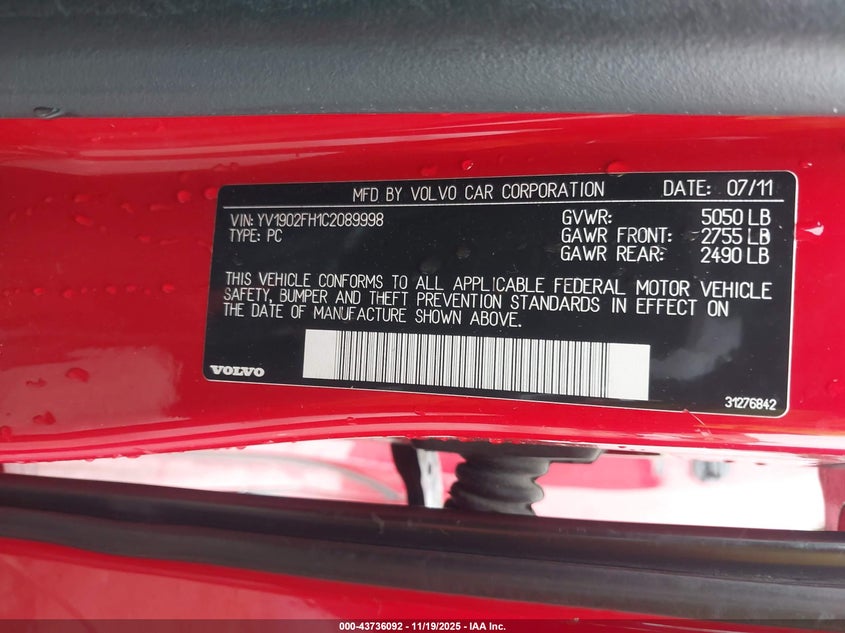 MFD BY VOLVO CAR CORPORATION DATE: 07/11
VIN: YV1902FH1C2089998 GVWR: 5050 LB
TYPE: PC GAWR FRONT: 2755 LB
GAWR REAR: 2490 LB
THIS VEHICLE CONFORMS TO ALL APPLICABLE FEDERAL MOTOR VEHICLE
SAFETY, BUMPER AND THEFT PREVENTION STANDARDS IN EFFECT ON
THE DATE OF MANUFACTURE SHOWN ABOVE.
VOLVO
31276842
000-43736092 - 11/19/2025 - IAA Inc.